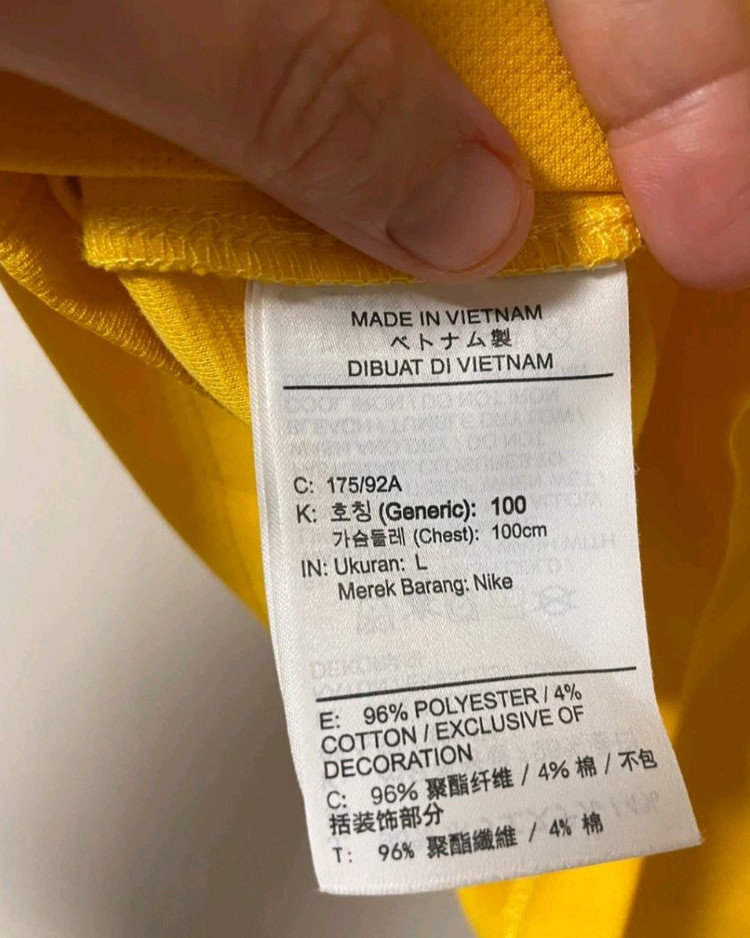 MADE IN VIETNAM
ベトナム製
DIBUAT DI VIETNAM
C: 175/92A
K: 호칭 (Generic): 100
가슴둘레 (Chest): 100cm
IN: Ukuran: L
Merek Barang: Nike
E: 96% POLYESTER / 4%
COTTON / EXCLUSIVE OF
DECORATION
C: 96% 聚酯纤维 / 4% 棉 / 不包
括装饰部分
T: 96% 聚酯纖維 / 4% 棉